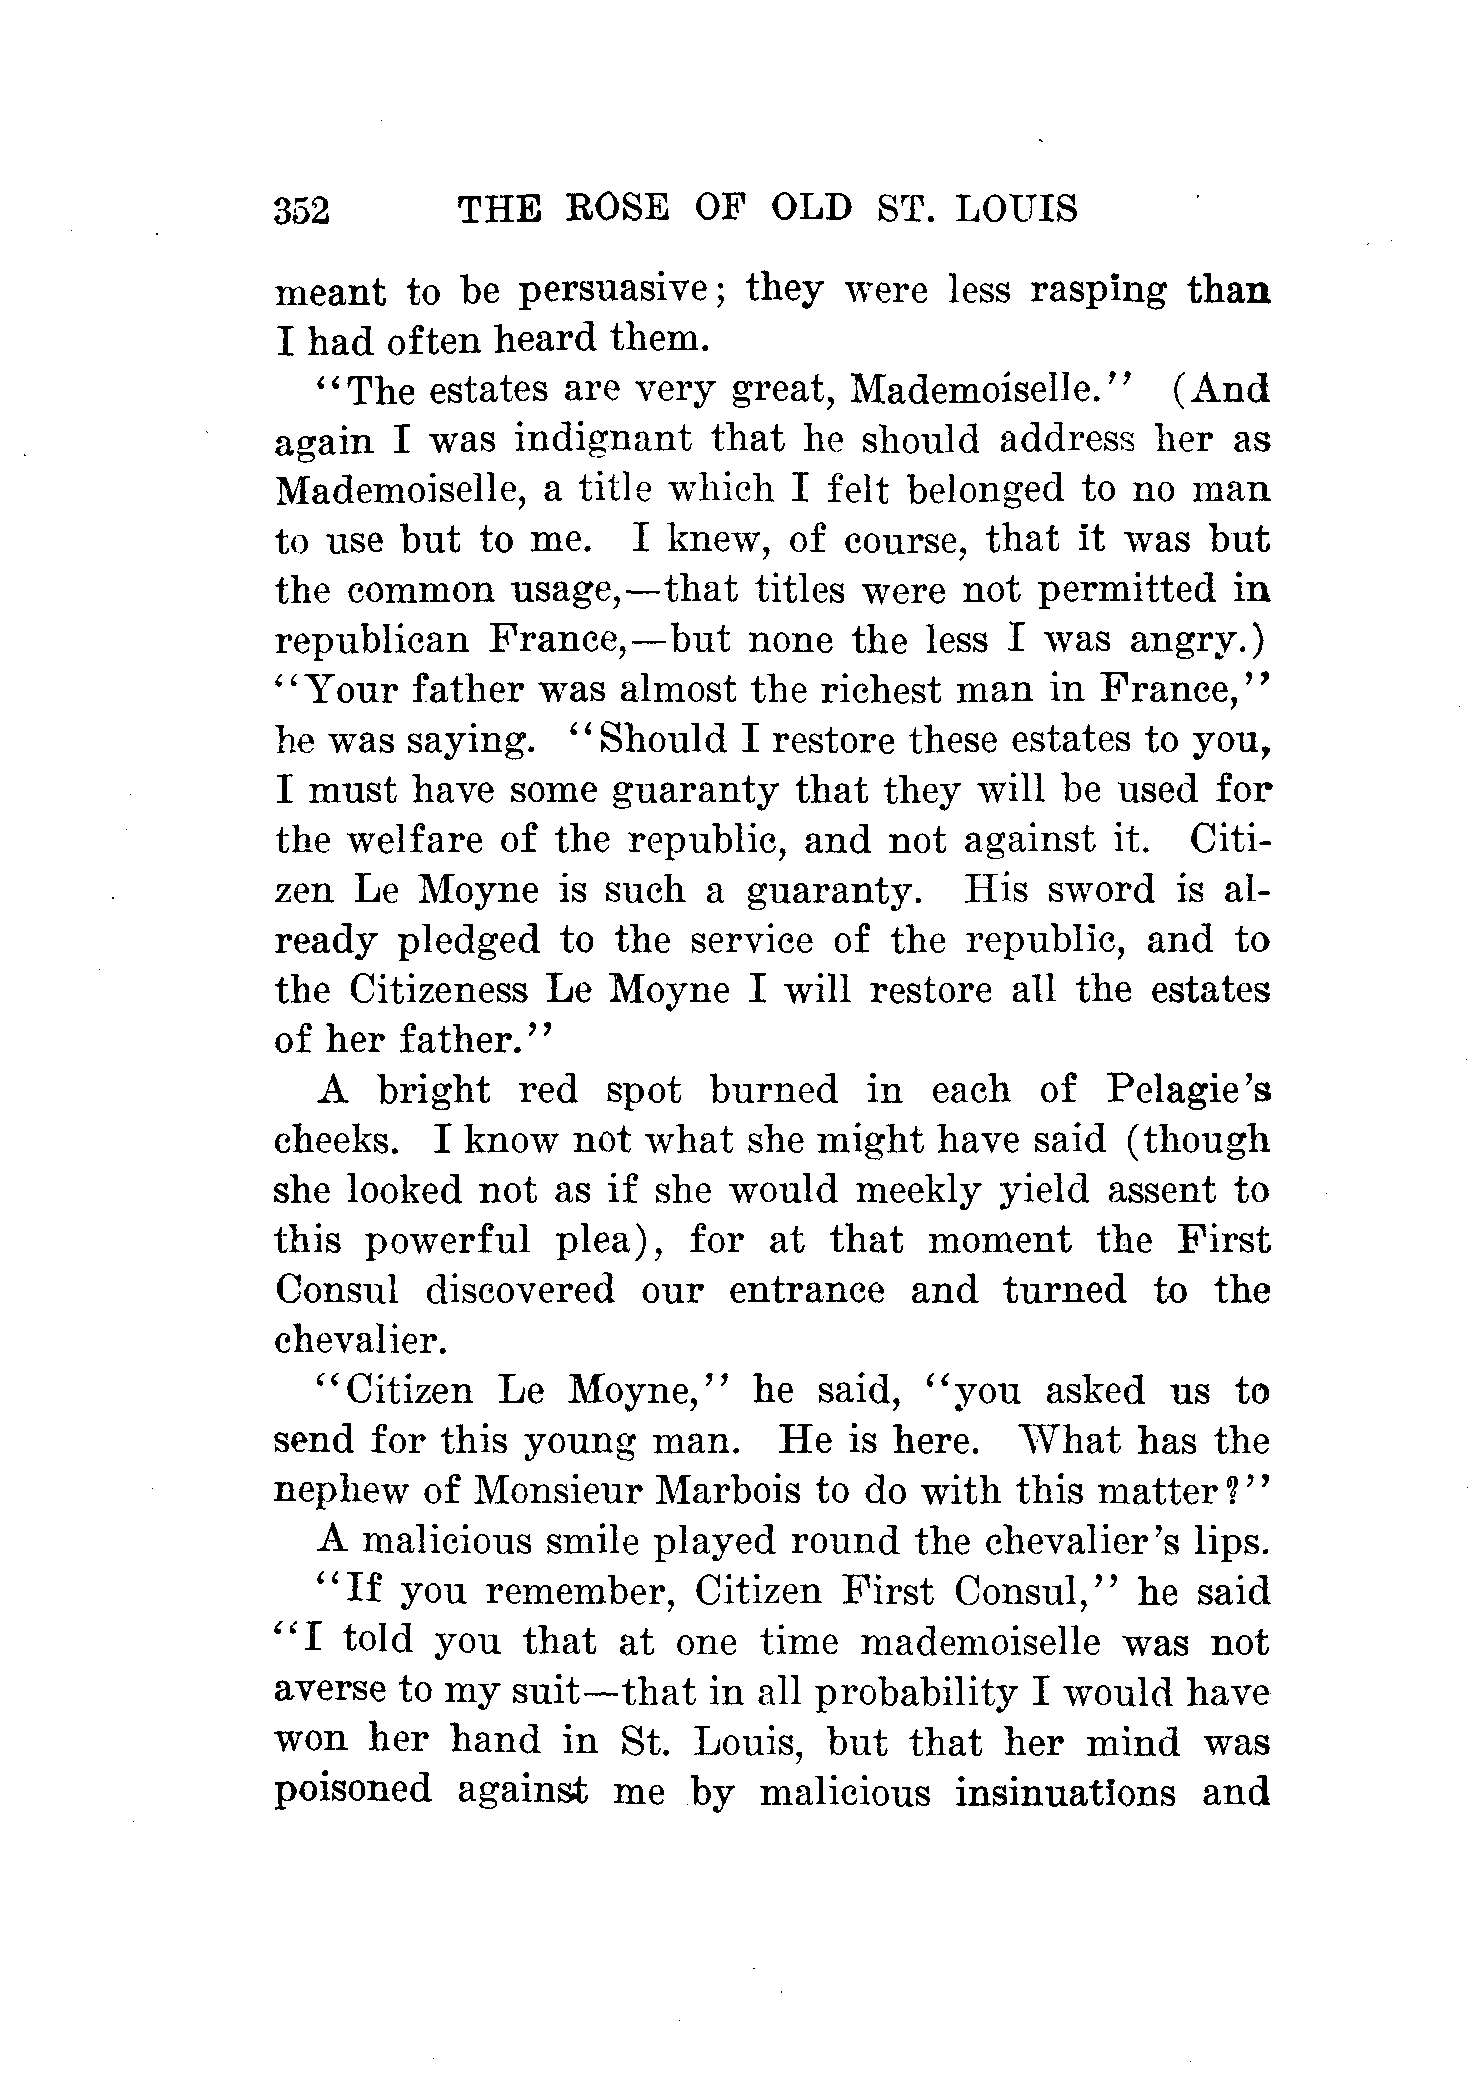 352 THE ROSE OF OLD ST. LOUIS
meant to be persuasive; they were less rasping than
I had often heard them.
"The estates are very great, Mademoiselle." (And
again I was indignant that he should address her as
Mademoiselle, a title which I felt belonged to no man
to use but to me. I knew, of course, that it was but
the common usage,—that titles were not permitted in
republican France,—but none the less I was angry.)
"Your father was almost the richest man in France,"
he was saying. "Should I restore these estates to you,
I must have some guaranty that they will be used for
the welfare of the republic, and not against it. Citi-
zen Le Moyne is such a guaranty. His sword is al-
ready pledged to the service of the republic, and to
the Citizeness Le Moyne I will restore all the estates
of her father."
A bright red spot burned in each of Pelagie's
cheeks. I know not what she might have said (though
she looked not as if she would meekly yield assent to
this powerful plea), for at that moment the First
Consul discovered our entrance and turned to the
chevalier.
"Citizen Le Moyne," he said, "you asked us to
send for this young man. He is here. What has the
nephew of Monsieur Marbois to do with this matter?"
A malicious smile played round the chevalier's lips.
"If you remember, Citizen First Consul," he said
"I told you that at one time mademoiselle was not
averse to my suit—that in all probability I would have
won her hand in St. Louis, but that her mind was
poisoned against me by malicious insinuations and